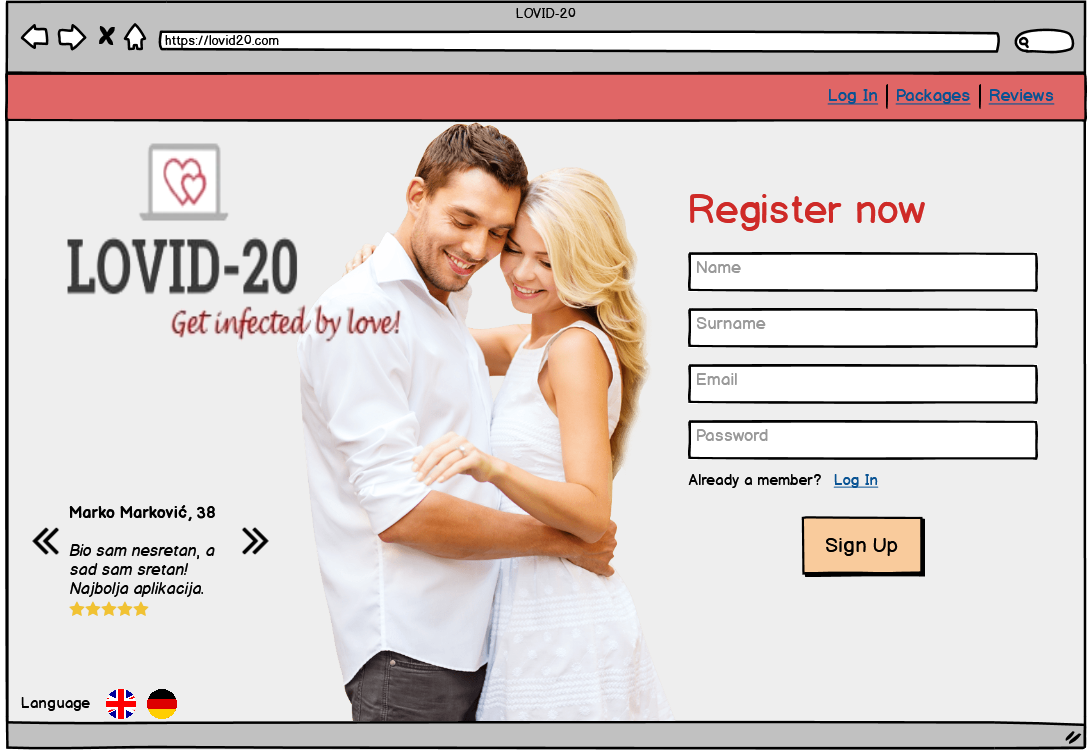 LOVID-20
https://lovid20.com
Log In Packages Reviews
LOVID-20
Get infected by love!
Register now
Name
Surname
Email
Password
Already a member? Log In
Sign Up
Marko Marković, 38
Bio sam nesretan, a
sad sam sretan!
Najbolja aplikacija.
Language